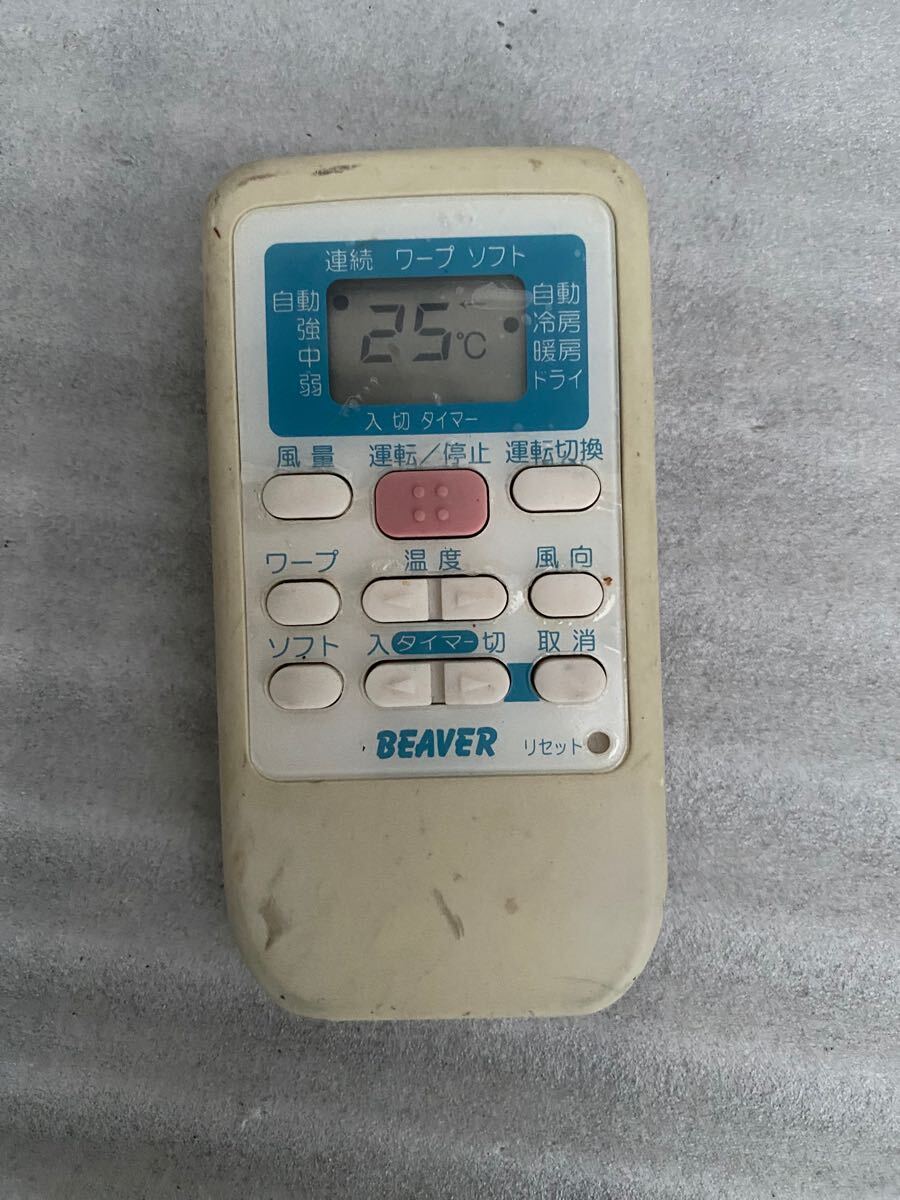 連続 ワープ ソフト
自動
強
中
弱
25℃
自動
冷房
暖房
ドライ
入 切 タイマー
風量 運転/停止 運転切換
ワープ 温度 風向
ソフト 入 タイマー 切 取消
BEAVER リセット